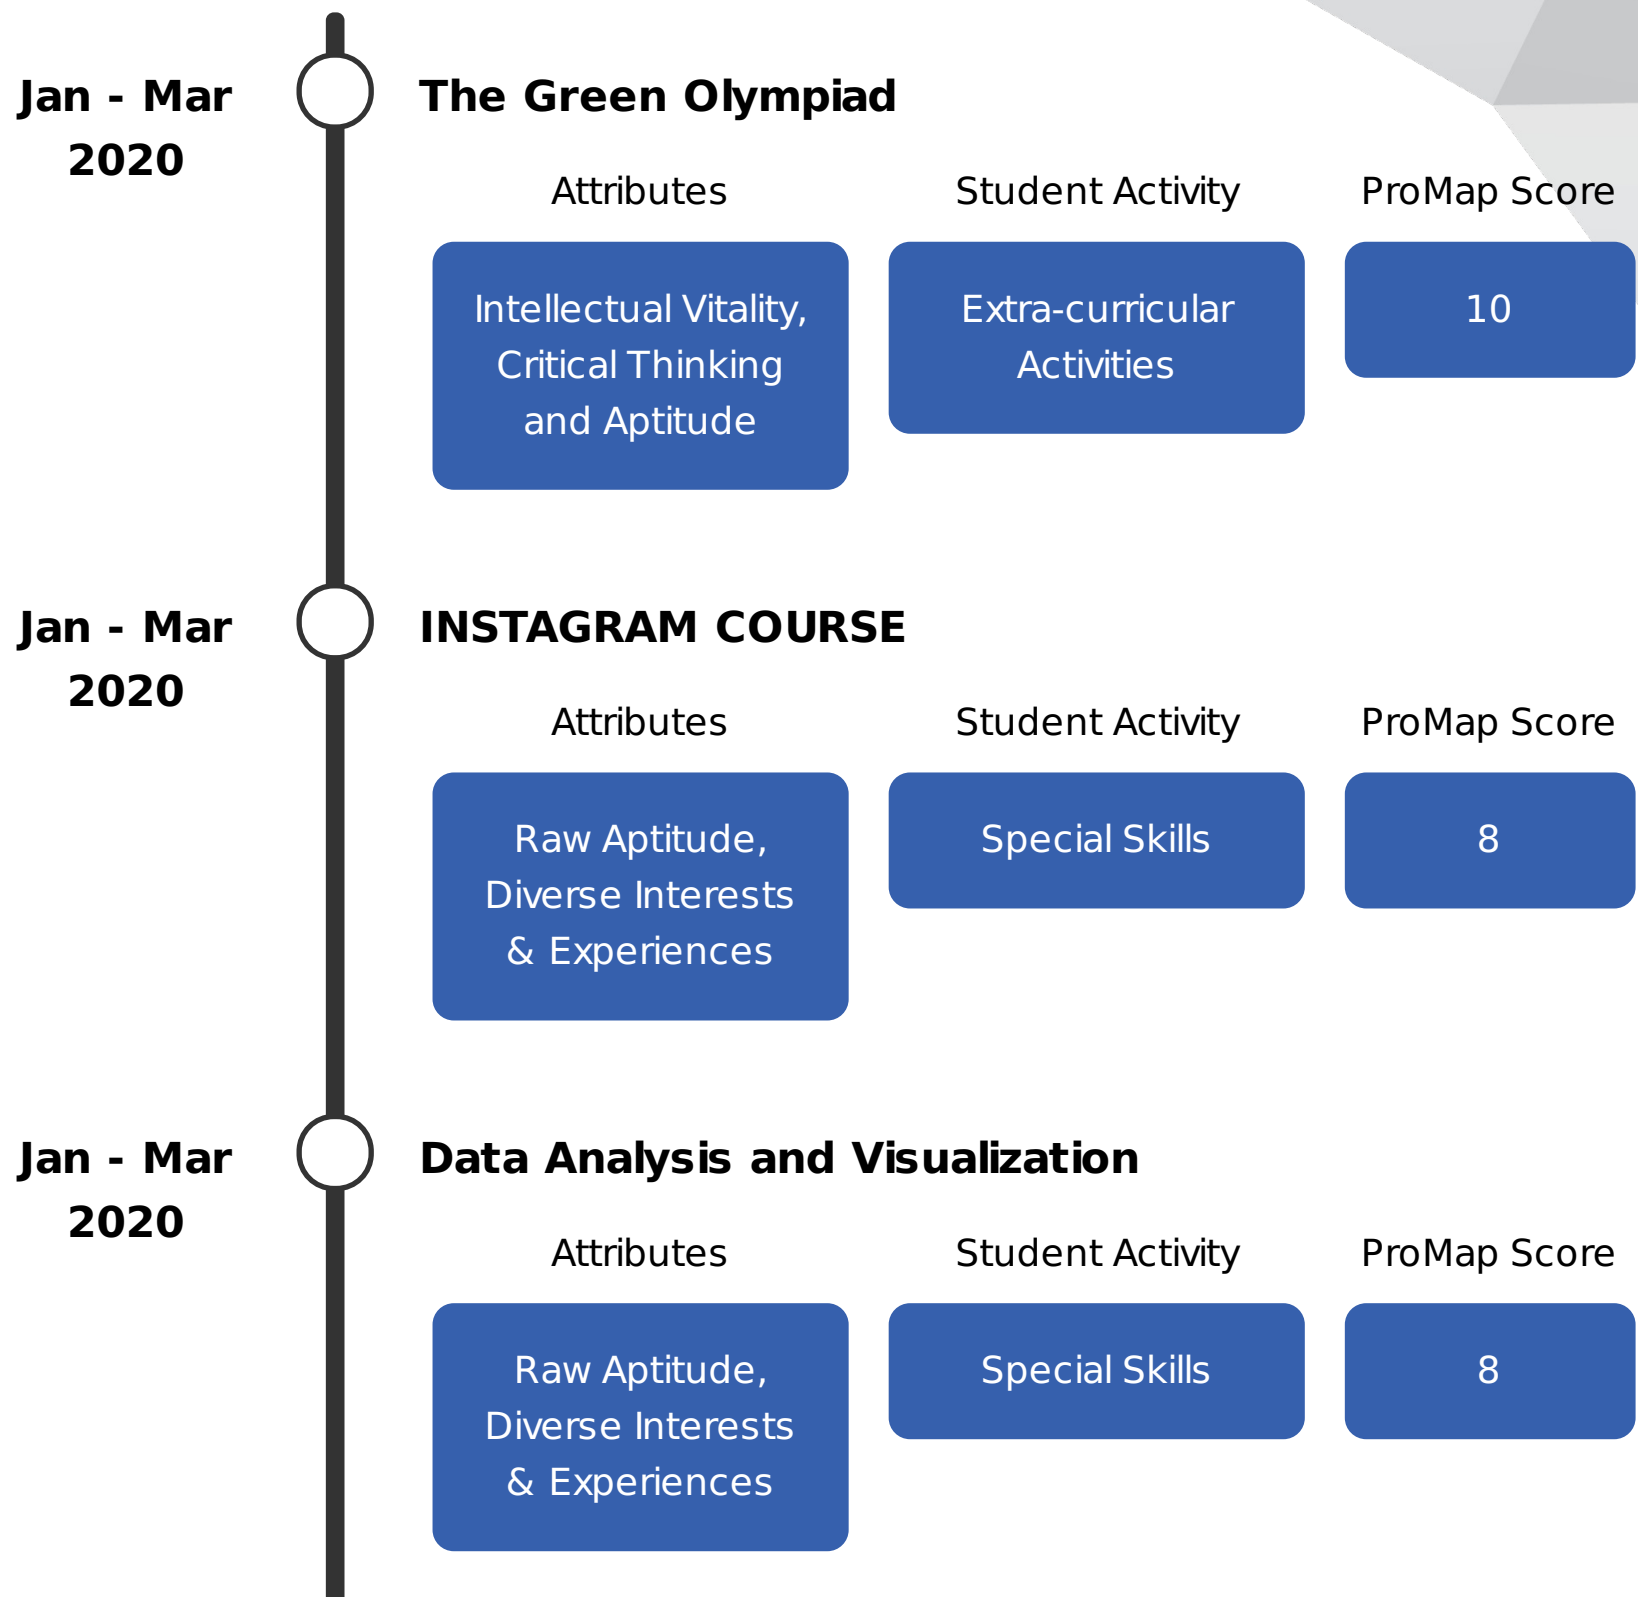 Jan - Mar
2020
The Green Olympiad
Attributes
Student Activity
ProMap Score
Intellectual Vitality,
Critical Thinking
and Aptitude
Extra-curricular
Activities
10
Jan - Mar
2020
INSTAGRAM COURSE
Attributes
Student Activity
ProMap Score
Raw Aptitude,
Diverse Interests
& Experiences
Special Skills
8
Jan - Mar
2020
Data Analysis and Visualization
Attributes
Student Activity
ProMap Score
Raw Aptitude,
Diverse Interests
& Experiences
Special Skills
8